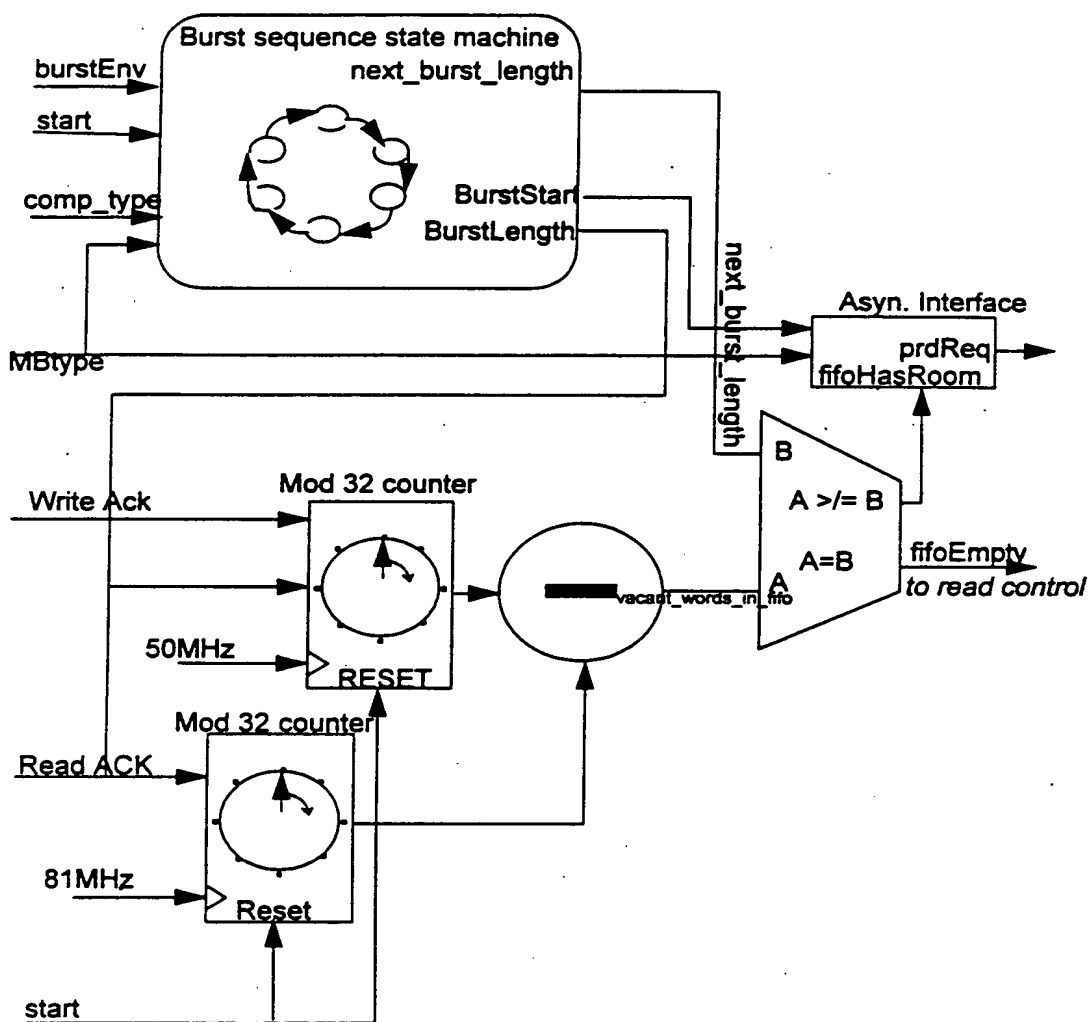 Burst sequence state machine
next_burst_length
burstEnv
start
comp_type
BurstStart
BurstLength
next_burst_length
Asyn. Interface
prdReq
fifoHasRoom
MBtype
B
Mod 32 counter
Write Ack
A >/= B
A=B
fifoEmpty
to read control
A
vacant_words_in_fifo
50MHz
RESET
Mod 32 counter
Read ACK
81MHz
Reset
start